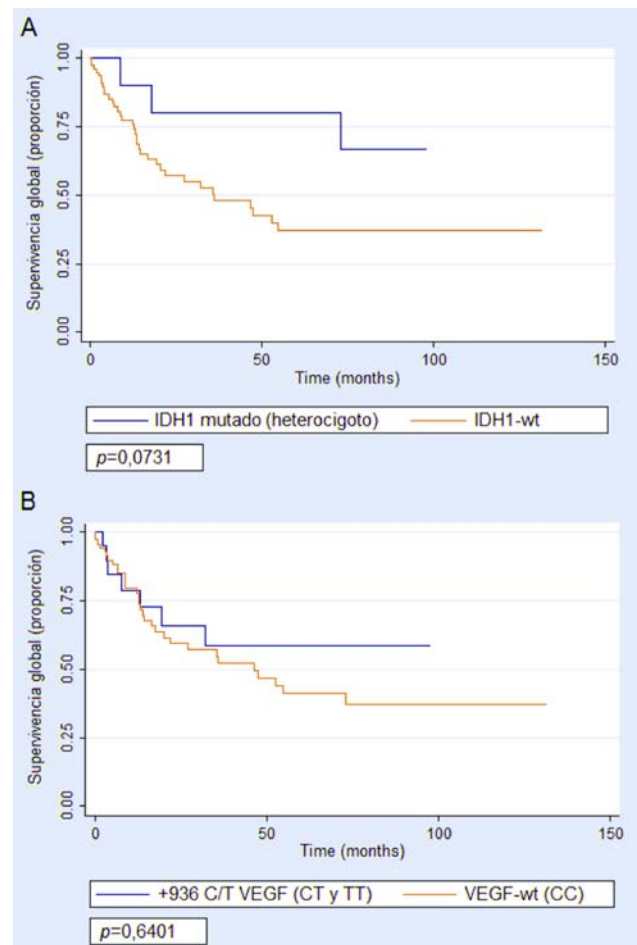 A
Supervivencia global (proporción)
1.00
0.75
0.50
0.25
0.00
0
50
100
150
Time (months)
IDH1 mutado (heterocigoto)
IDH1-wt
p=0,0731
B
Supervivencia global (proporción)
1.00
0.75
0.50
0.25
0.00
0
50
100
150
Time (months)
+936 C/T VEGF (CT y TT)
VEGF-wt (CC)
p=0,6401